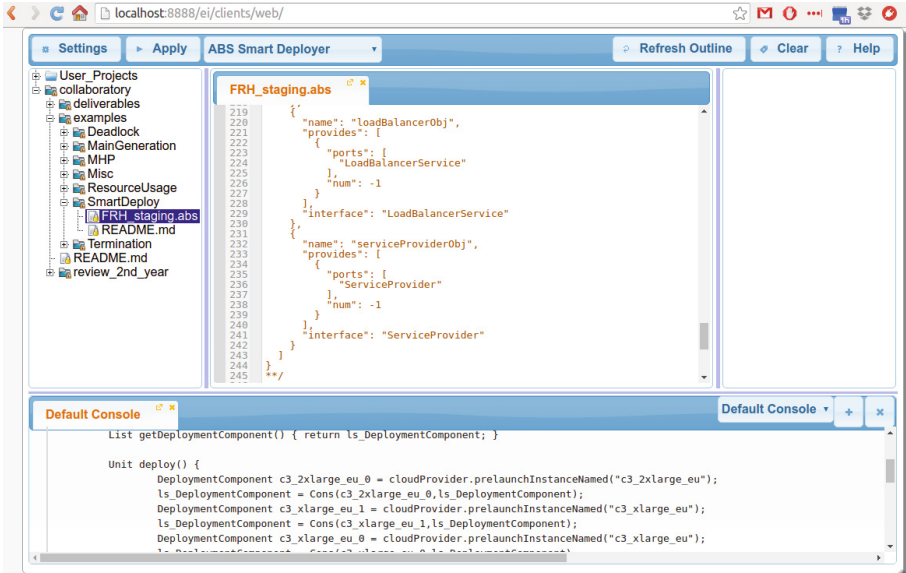 localhost:8888/ei/clients/web/
1h
Settings
Apply
ABS Smart Deployer
Refresh Outline
Clear
? Help
User_Projects
collaboratory
deliverables
examples
Deadlock
MainGeneration
MHP
Misc
ResourceUsage
SmartDeploy
FRH_staging.abs
README.md
Termination
README.md
review_2nd_year
FRH_staging.abs
219 {
220 "name": "loadBalancerObj",
221 "provides": [
222 {
223 "ports": [
224 "LoadBalancerService"
225 ],
226 "num": -1
227 }
228 ],
229 "interface": "LoadBalancerService"
230 },
231 {
232 "name": "serviceProviderObj",
233 "provides": [
234 {
235 "ports": [
236 "ServiceProvider"
237 ],
238 "num": -1
239 }
240 ],
241 "interface": "ServiceProvider"
242 }
243 ]
244 }
245 **/
Default Console
Default Console
+ ×
List getDeploymentComponent() { return ls_DeploymentComponent; }
Unit deploy() {
DeploymentComponent c3_2xlarge_eu_0 = cloudProvider.prelaunchInstanceNamed("c3_2xlarge_eu");
ls_DeploymentComponent = Cons(c3_2xlarge_eu_0,ls_DeploymentComponent);
DeploymentComponent c3_xlarge_eu_1 = cloudProvider.prelaunchInstanceNamed("c3_xlarge_eu");
ls_DeploymentComponent = Cons(c3_xlarge_eu_1,ls_DeploymentComponent);
DeploymentComponent c3_xlarge_eu_0 = cloudProvider.prelaunchInstanceNamed("c3_xlarge_eu");
ls_DeploymentComponent = Cons(c3_xlarge_eu_0,ls_DeploymentComponent)